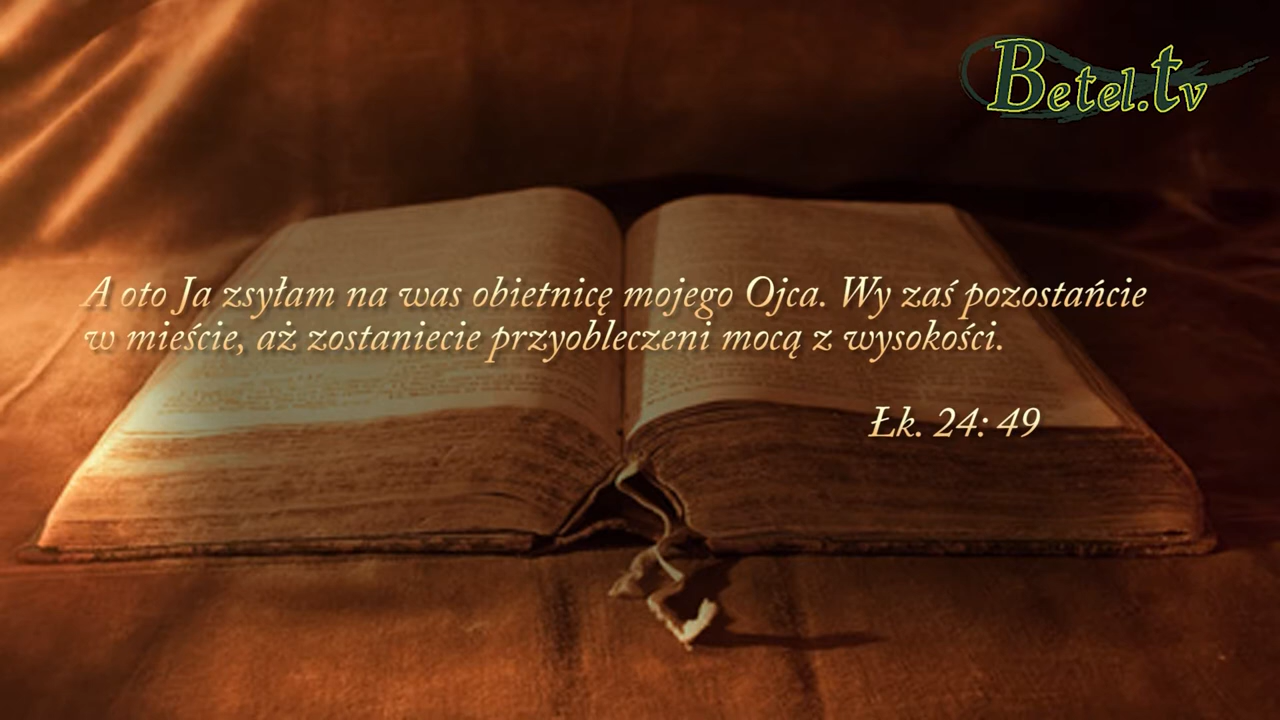 Betel.tv
A oto Ja zsyłam na was obietnicę mojego Ojca. Wy zaś pozostańcie
w mieście, aż zostaniecie przyobleczeni mocą z wysokości.
Łk. 24: 49